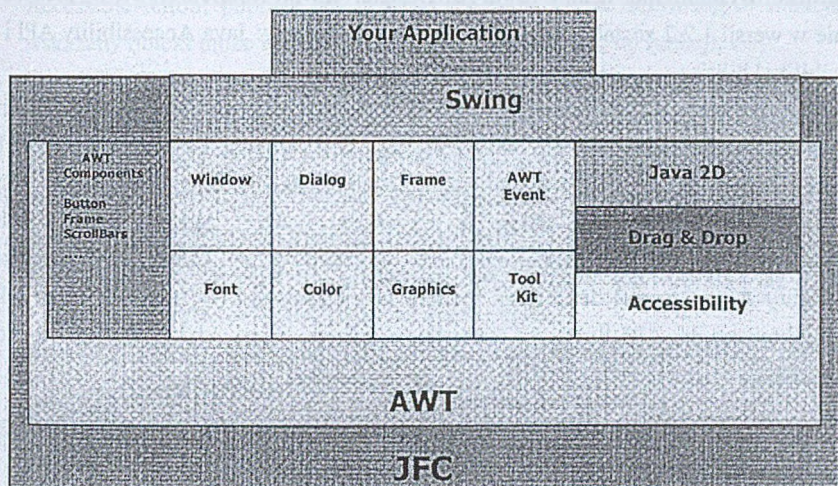 Your Application
Swing
AWT
Components
Button
Frame
ScrollBars
......
Window
Dialog
Frame
AWT
Event
Java 2D
Drag & Drop
Font
Color
Graphics
Tool
Kit
Accessibility
AWT
JFC